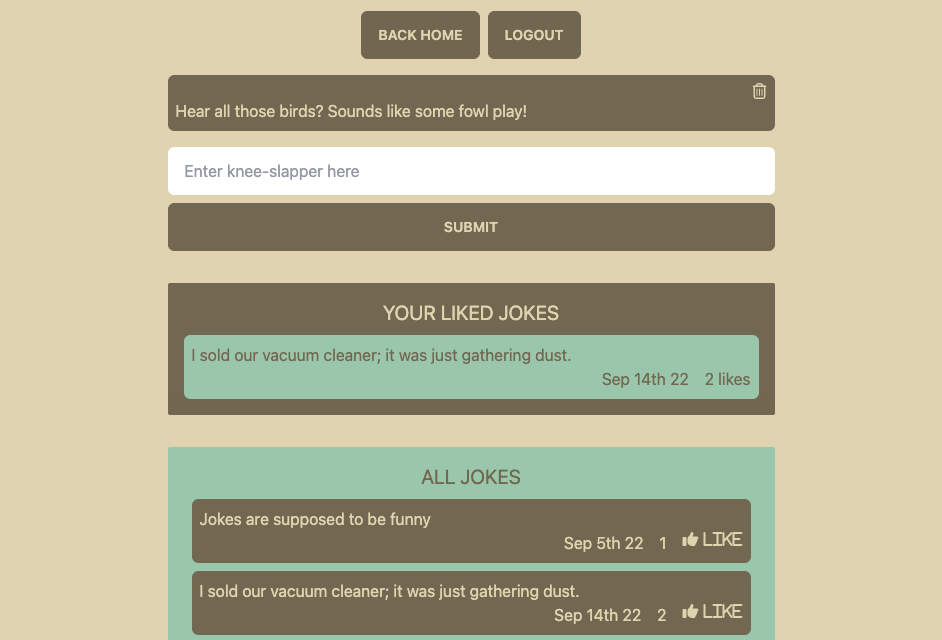 BACK HOME LOGOUT
Hear all those birds? Sounds like some fowl play!
Enter knee-slapper here
SUBMIT
YOUR LIKED JOKES
I sold our vacuum cleaner; it was just gathering dust.
Sep 14th 22 2 likes
ALL JOKES
Jokes are supposed to be funny
Sep 5th 22 1 LIKE
I sold our vacuum cleaner; it was just gathering dust.
Sep 14th 22 2 LIKE